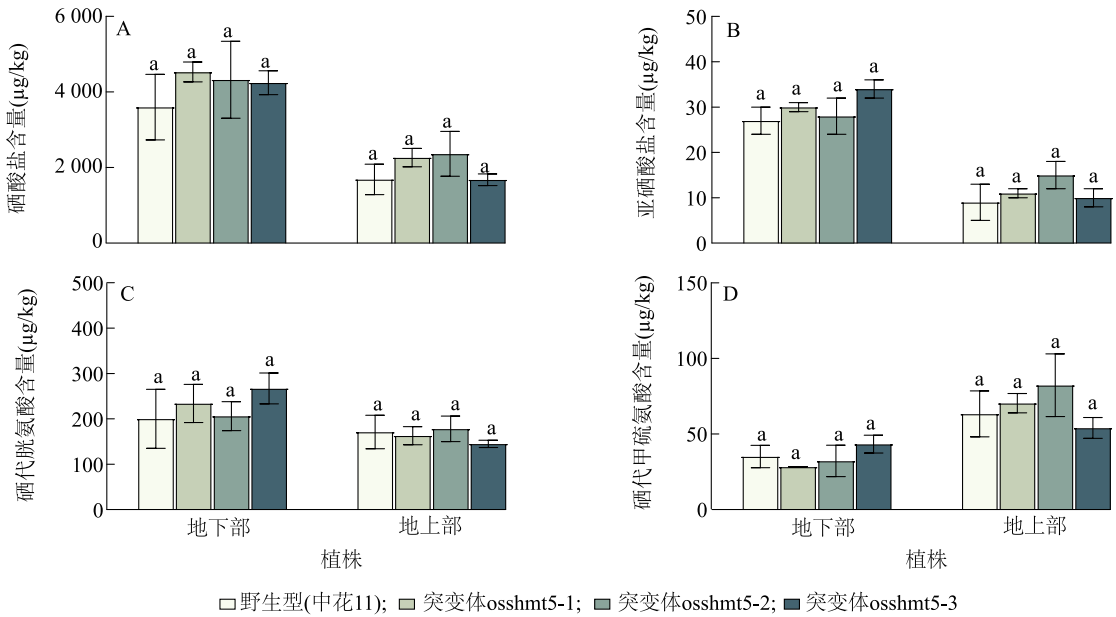 A
硒酸盐含量(μg/kg)
6 000
4 000
2 000
0
a a a a
a a a a
B
亚硒酸盐含量(μg/kg)
50
40
30
20
10
0
a a a a
a a a a
C
硒代胱氨酸含量(μg/kg)
500
400
300
200
100
0
a a a a
a a a a
地下部 地上部
植株
D
硒代甲硫氨酸含量(μg/kg)
150
100
50
0
a a a a
a a a a
地下部 地上部
植株
野生型(中花11); 突变体osshmt5-1; 突变体osshmt5-2; 突变体osshmt5-3